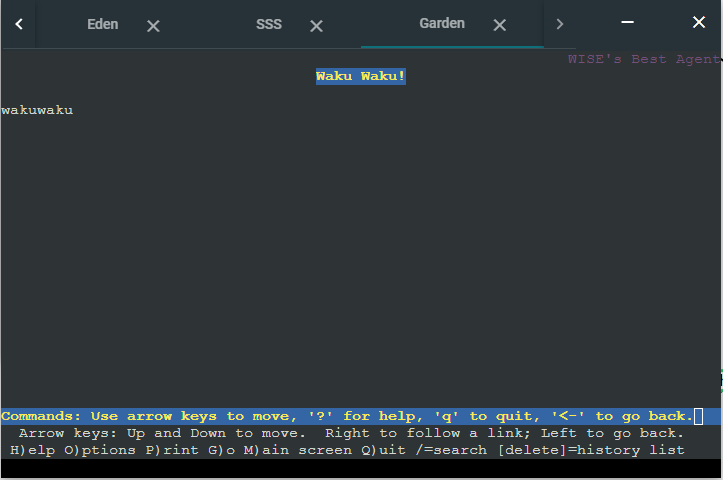 Eden SSS Garden
WISE's Best Agent
Waku Waku!
wakuwaku
Commands: Use arrow keys to move, '?' for help, 'q' to quit, '<-' to go back.
Arrow keys: Up and Down to move.  Right to follow a link; Left to go back.
H)elp O)ptions P)rint G)o M)ain screen Q)uit /=search [delete]=history list